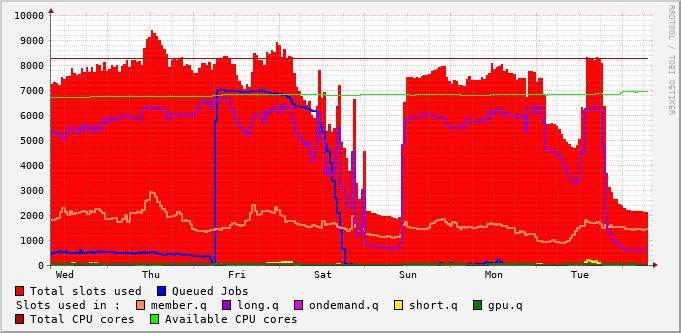 RRDTOOL / TOBI OETIKER
10000
9000
8000
7000
6000
5000
4000
3000
2000
1000
0
Wed Thu Fri Sat Sun Mon Tue
Total slots used Queued Jobs
Slots used in : member.q long.q ondemand.q short.q gpu.q
Total CPU cores Available CPU cores